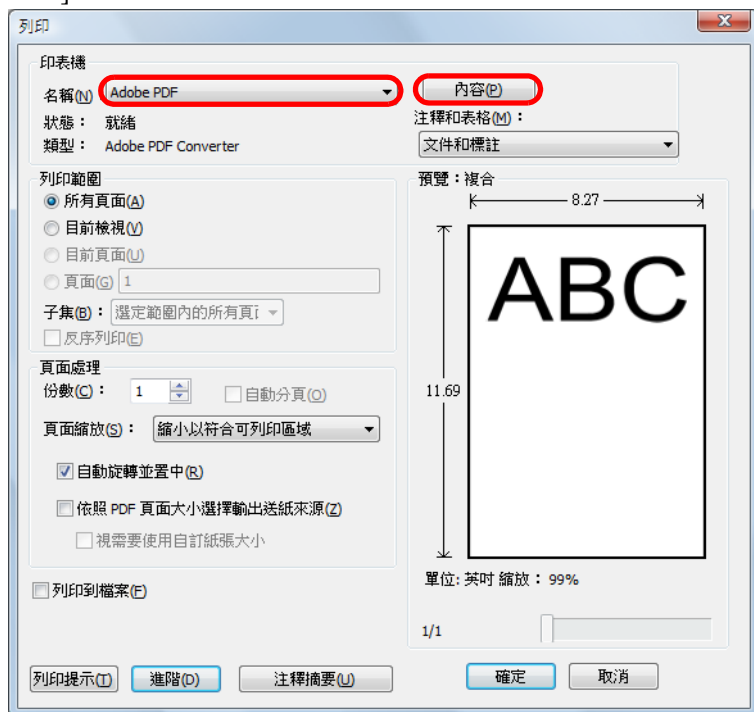 列印
印表機
名稱(N) Adobe PDF 內容(P)
狀態： 就緒 注釋和表格(M)：
類型： Adobe PDF Converter 文件和標註
列印範圍 預覽：複合
所有頁面(A) 8.27
目前檢視(V)
目前頁面(U)
頁面(G) 1 ABC
子集(B)： 選定範圍內的所有頁
反序列印(E)
頁面處理
份數(C)： 1 自動分頁(O) 11.69
頁面縮放(S)： 縮小以符合可列印區域
自動旋轉並置中(R)
依照 PDF 頁面大小選擇輸出送紙來源(Z)
視需要使用自訂紙張大小
列印到檔案(F) 單位: 英吋 縮放： 99%
1/1
列印提示(T) 進階(D) 注釋摘要(U) 確定 取消